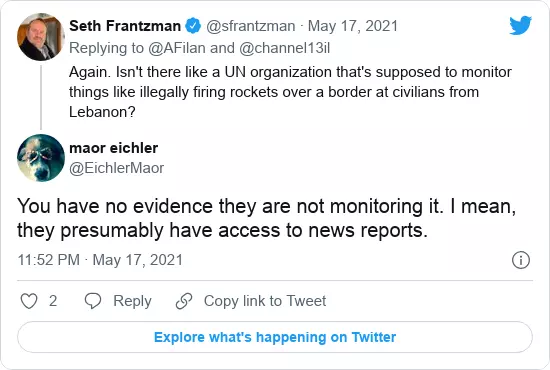 Seth Frantzman @sfrantzman · May 17, 2021
Replying to @AFilan and @channel13il
Again. Isn't there like a UN organization that's supposed to monitor
things like illegally firing rockets over a border at civilians from
Lebanon?
maor eichler
@EichlerMaor
You have no evidence they are not monitoring it. I mean,
they presumably have access to news reports.
11:52 PM · May 17, 2021
2 Reply Copy link to Tweet
Explore what's happening on Twitter